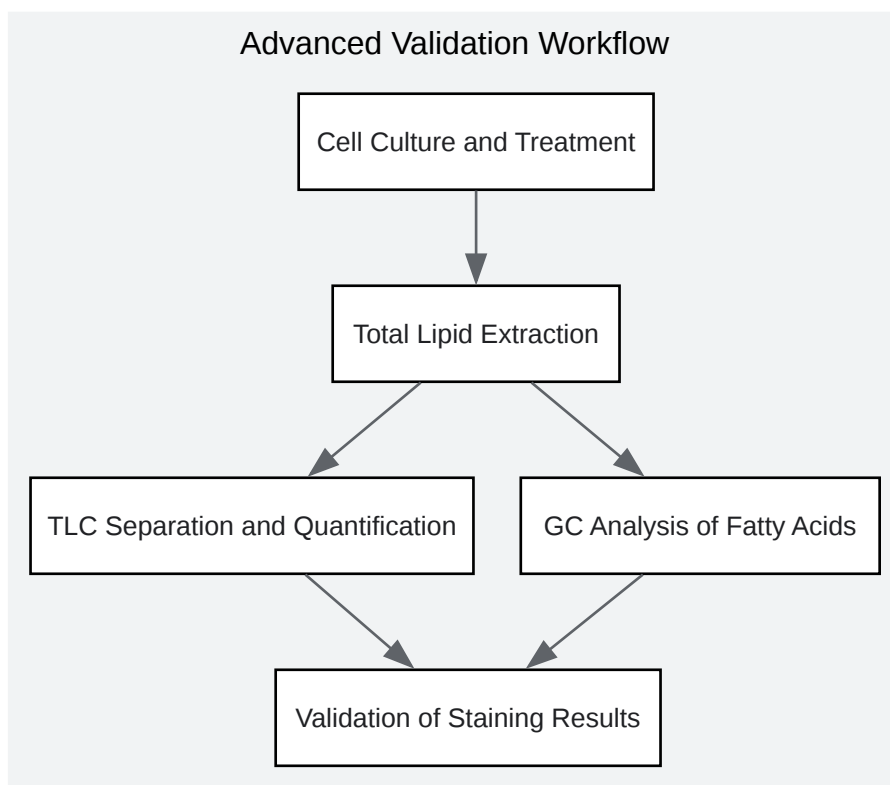 Advanced Validation Workflow
Cell Culture and Treatment
Total Lipid Extraction
TLC Separation and Quantification
GC Analysis of Fatty Acids
Validation of Staining Results